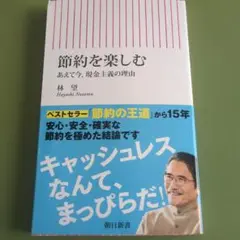 節約を楽しむ
あえて今、現金主義の理由
林 望
Hayashi Nozomu
ベストセラー 節約の王道 から15年
安心・安全・確実な
節約を極めた結論です
キャッシュレス
なんて、
まっぴらだ!
朝日新書